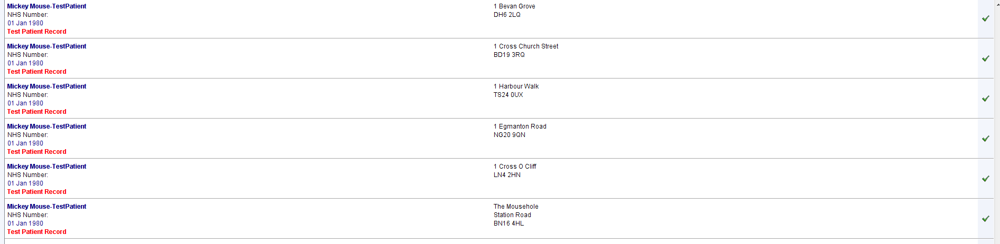 Mickey Mouse-TestPatient
NHS Number:
01 Jan 1980
Test Patient Record
1 Bevan Grove
DH6 2LQ
Mickey Mouse-TestPatient
NHS Number:
01 Jan 1980
Test Patient Record
1 Cross Church Street
BD19 3RQ
Mickey Mouse-TestPatient
NHS Number:
01 Jan 1980
Test Patient Record
1 Harbour Walk
TS24 0UX
Mickey Mouse-TestPatient
NHS Number:
01 Jan 1980
Test Patient Record
1 Egmanton Road
NG20 9QN
Mickey Mouse-TestPatient
NHS Number:
01 Jan 1980
Test Patient Record
1 Cross O Cliff
LN4 2HN
Mickey Mouse-TestPatient
NHS Number:
01 Jan 1980
Test Patient Record
The Mousehole
Station Road
BN16 4HL